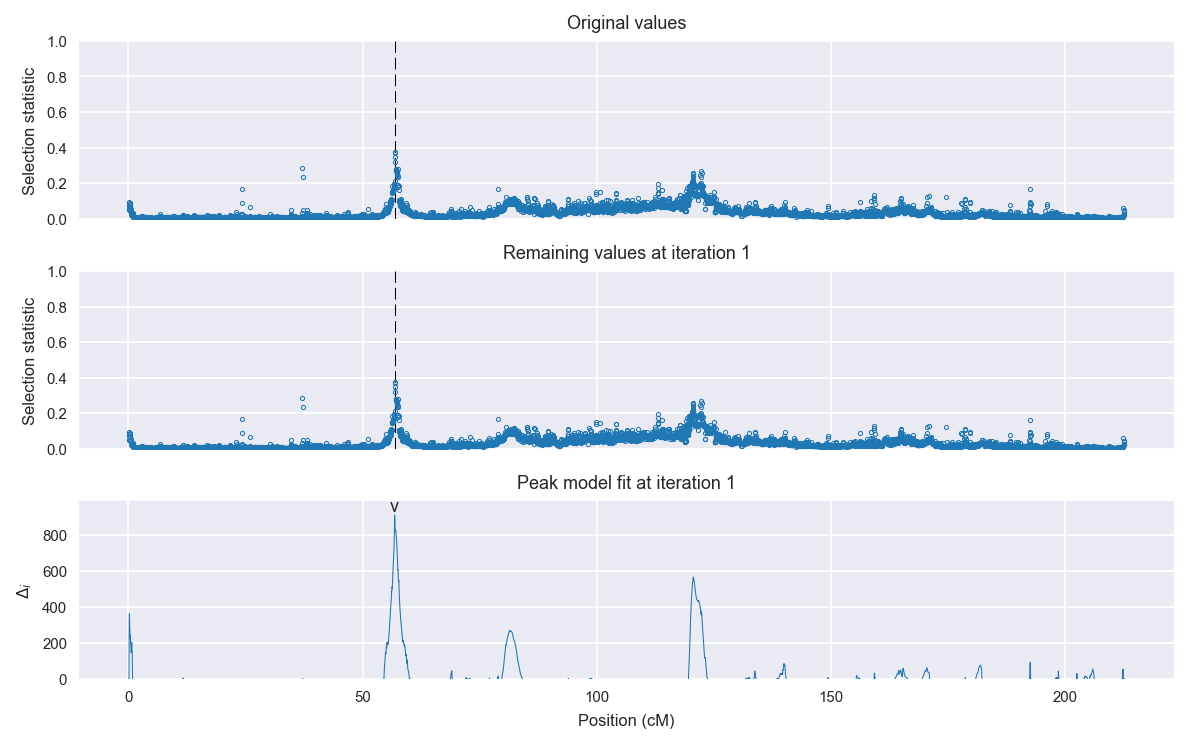 Original values
1.0
0.8
0.6
0.4
0.2
0.0
Selection statistic
Remaining values at iteration 1
1.0
0.8
0.6
0.4
0.2
0.0
Selection statistic
Peak model fit at iteration 1
v
800
600
400
200
0
Δi
0 50 100 150 200
Position (cM)